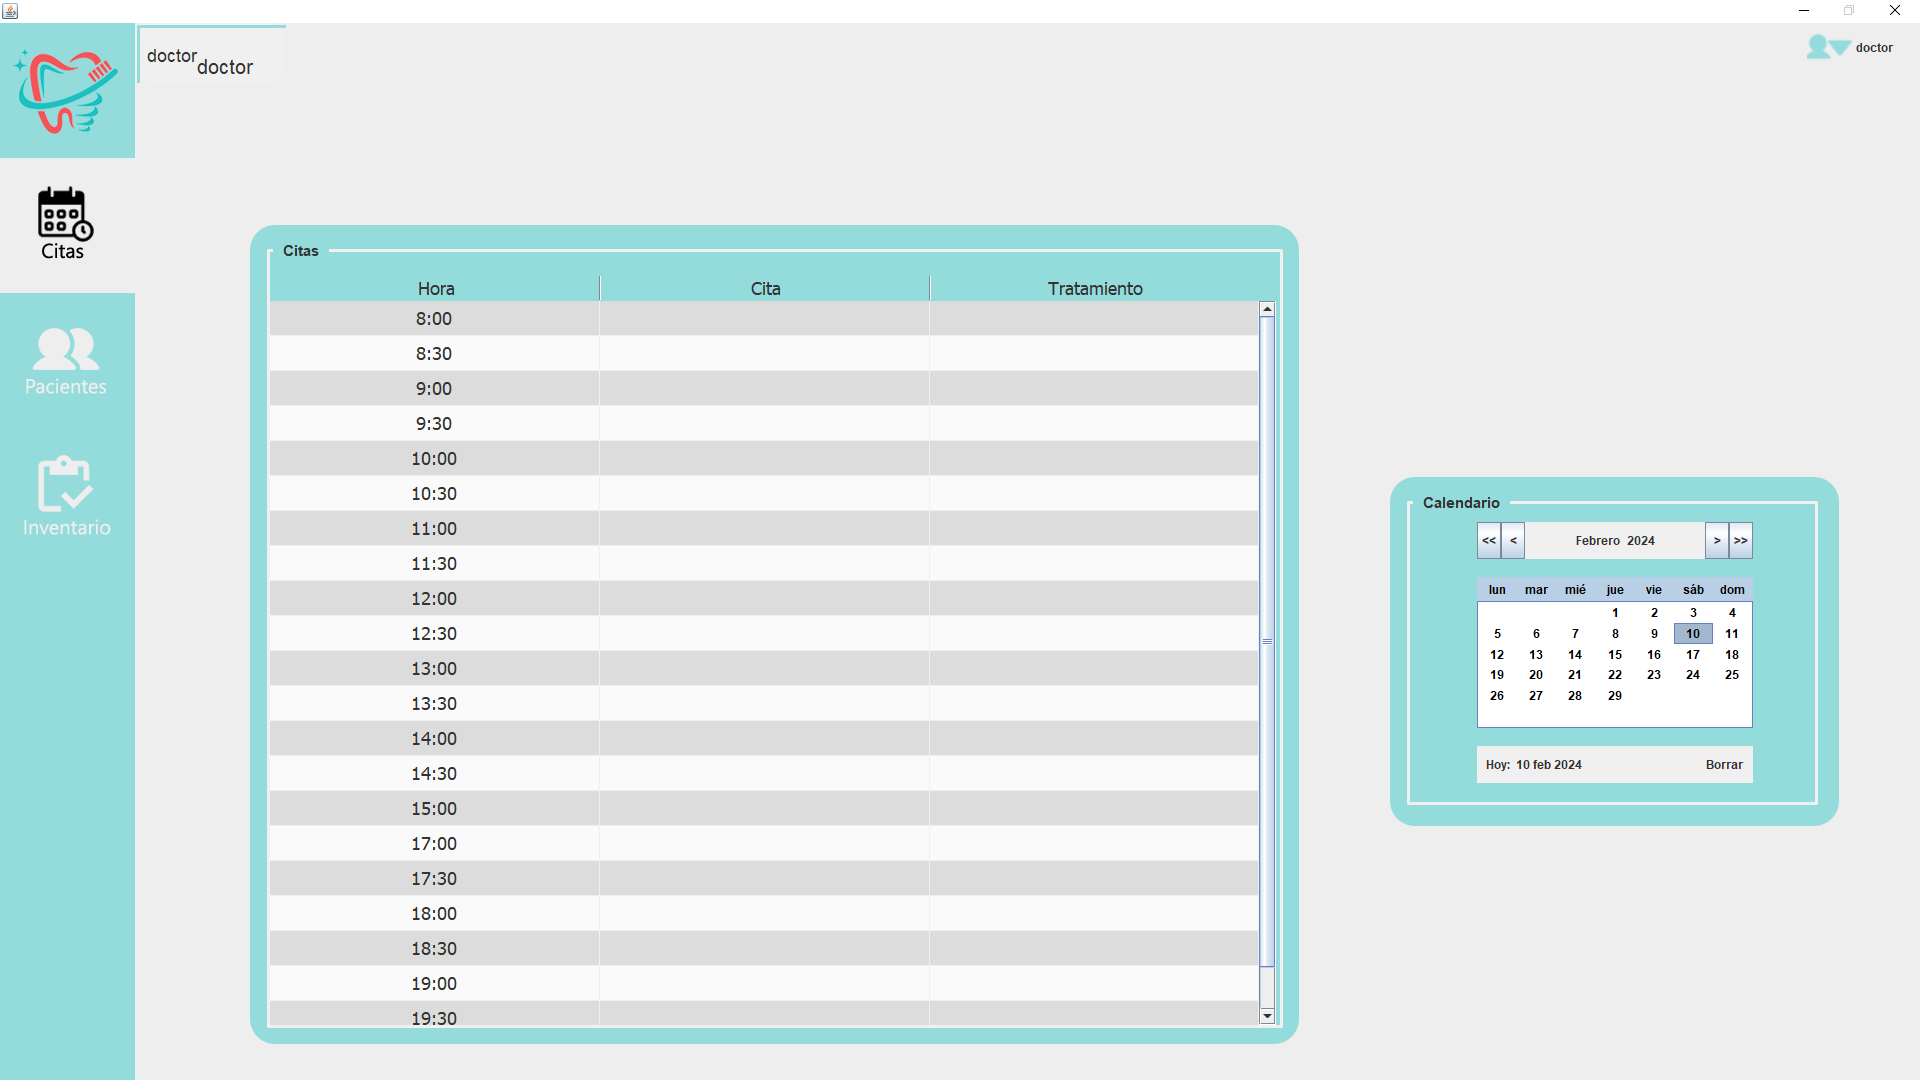 doctor
doctor
doctor
Citas
Pacientes
Inventario
Citas
Hora Cita Tratamiento
8:00
8:30
9:00
9:30
10:00
10:30
11:00
11:30
12:00
12:30
13:00
13:30
14:00
14:30
15:00
17:00
17:30
18:00
18:30
19:00
19:30
Calendario
<< < Febrero 2024 > >>
lun mar mié jue vie sáb dom
1 2 3 4
5 6 7 8 9 10 11
12 13 14 15 16 17 18
19 20 21 22 23 24 25
26 27 28 29
Hoy: 10 feb 2024 Borrar